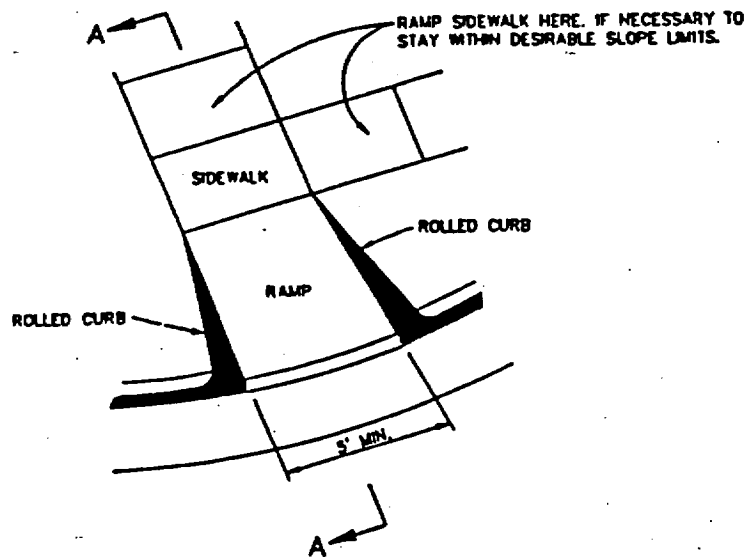 A
RAMP SIDEWALK HERE. IF NECESSARY TO
STAY WITHIN DESIRABLE SLOPE LIMITS.
SIDEWALK
ROLLED CURB
RAMP
ROLLED CURB
5' MIN.
A